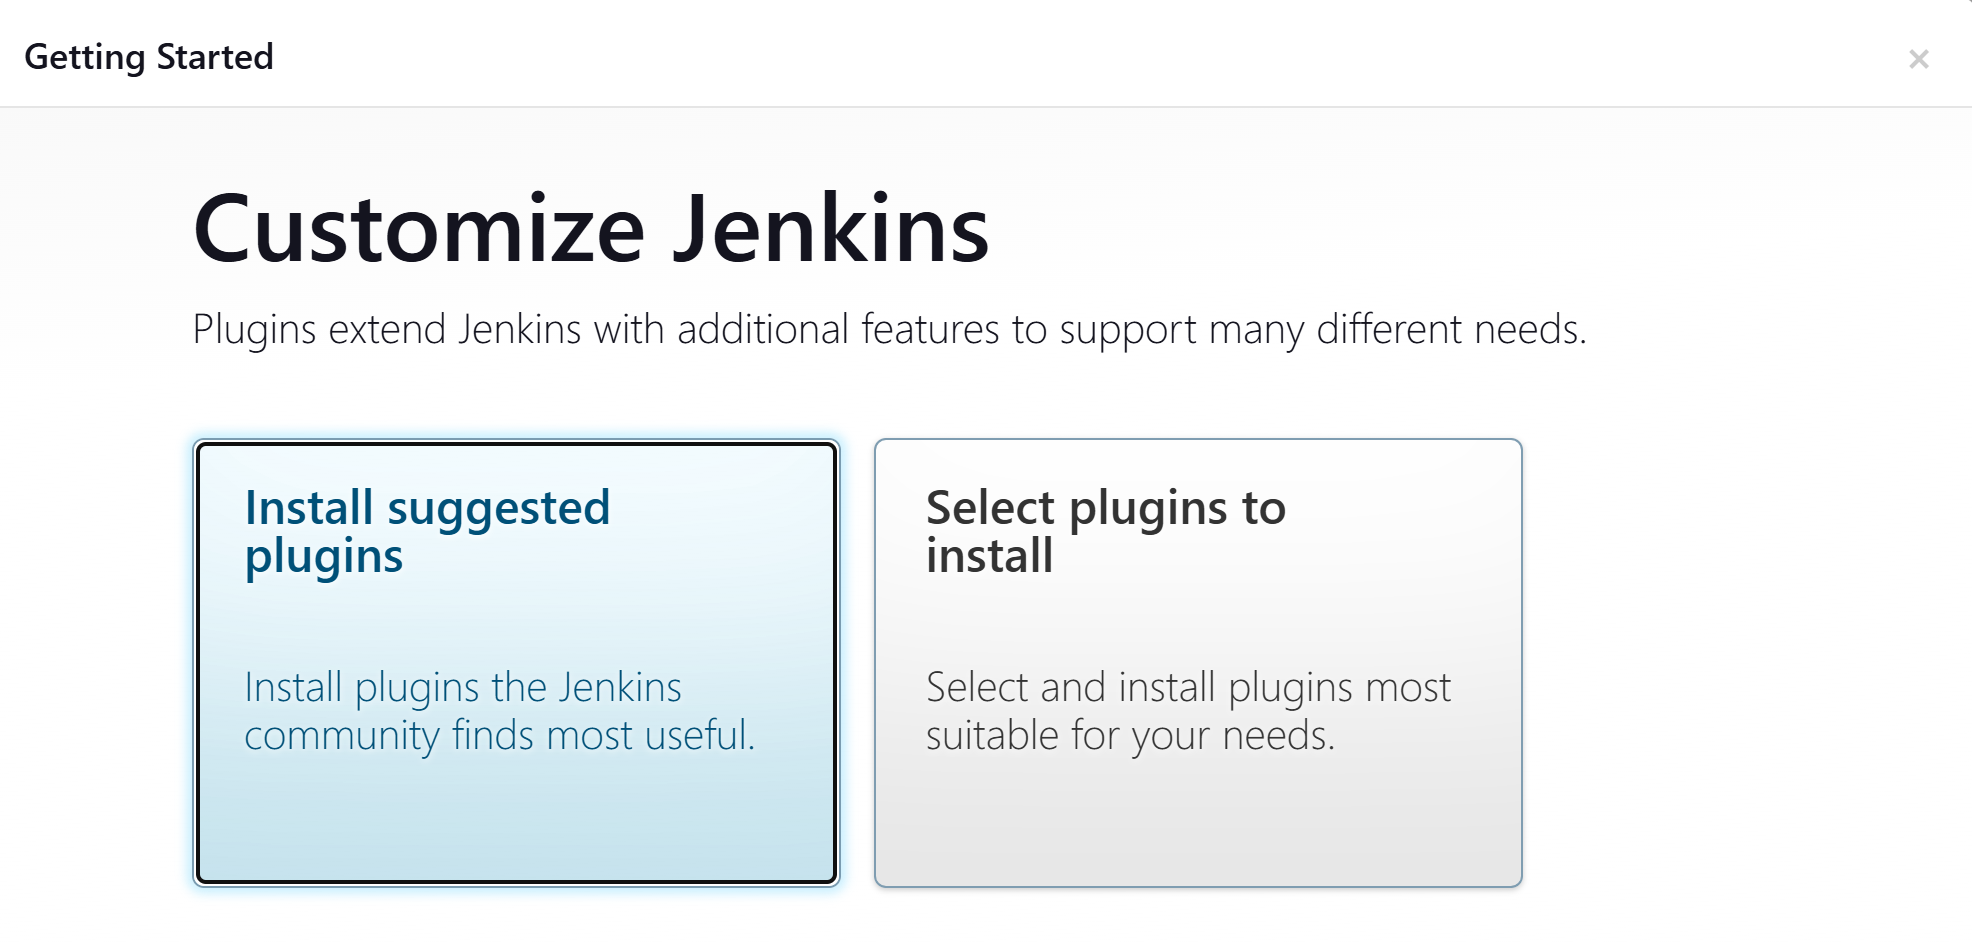 Getting Started
×
Customize Jenkins
Plugins extend Jenkins with additional features to support many different needs.
Install suggested
plugins
Install plugins the Jenkins
community finds most useful.
Select plugins to
install
Select and install plugins most
suitable for your needs.